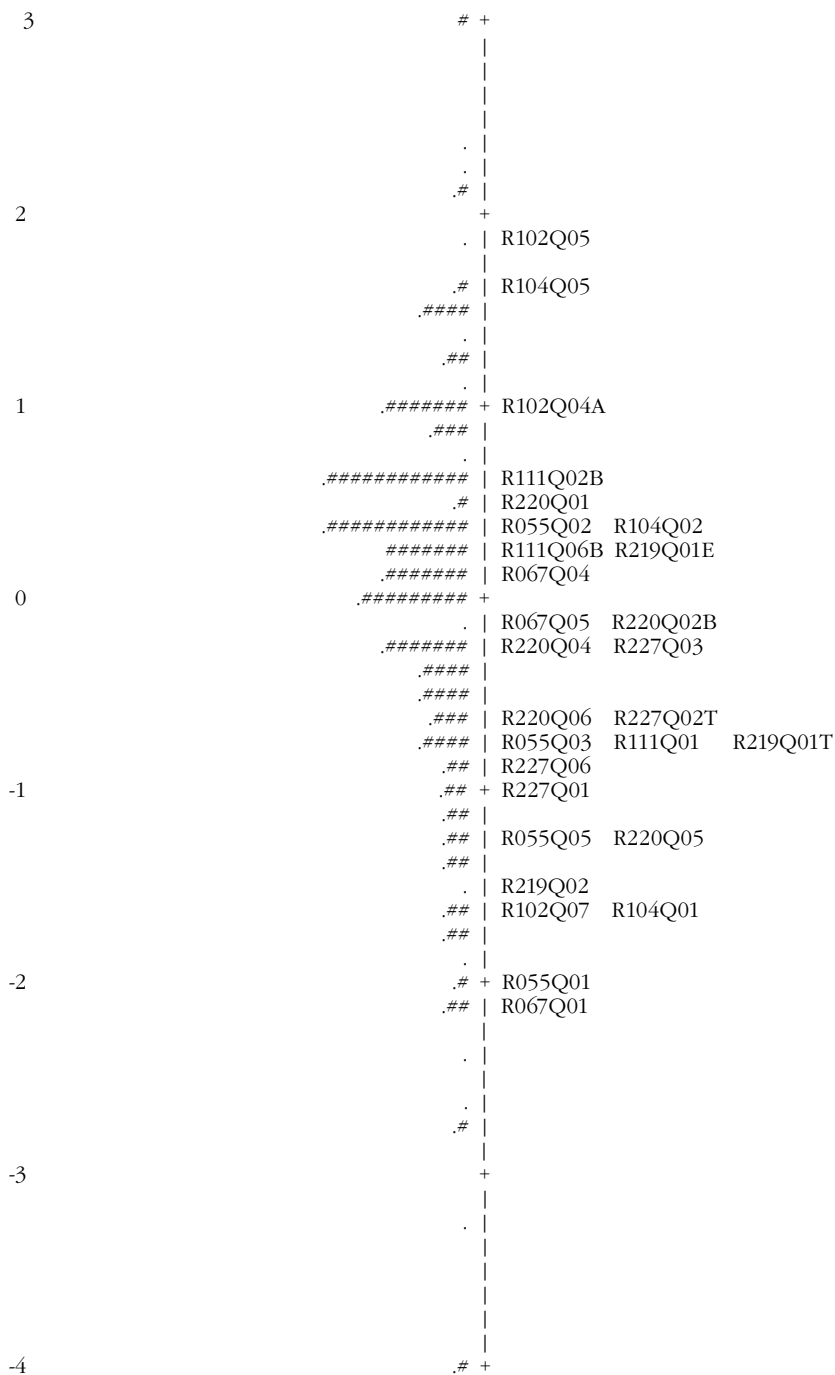 3 # +
|
|
|
|
. |
. |
.# |
2 +
. | R102Q05
|
.# | R104Q05
.#### |
. |
.## |
. |
1 .####### + R102Q04A
.### |
. |
.############ | R111Q02B
.# | R220Q01
.############ | R055Q02 R104Q02
####### | R111Q06B R219Q01E
.####### | R067Q04
0 .######### +
. | R067Q05 R220Q02B
.####### | R220Q04 R227Q03
.#### |
.#### |
.### | R220Q06 R227Q02T
.#### | R055Q03 R111Q01 R219Q01T
.## | R227Q06
-1 .## + R227Q01
.## |
.## | R055Q05 R220Q05
.## |
. | R219Q02
.## | R102Q07 R104Q01
.## |
. |
-2 .# + R055Q01
.## | R067Q01
|
. |
|
. |
.# |
|
-3 +
|
. |
|
|
|
|
|
-4 .# +